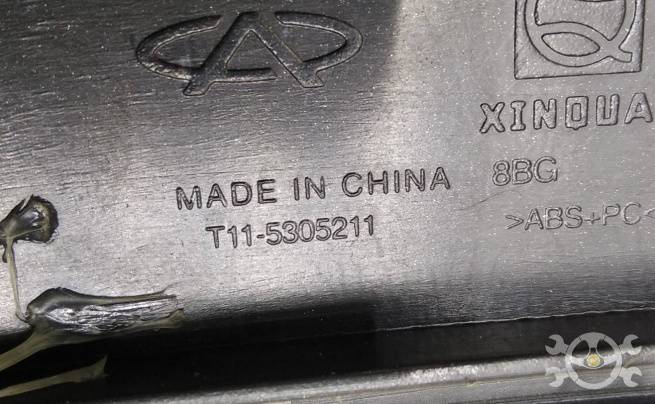 XINQUA
MADE IN CHINA
8BG
T11-5305211
>ABS+PC<